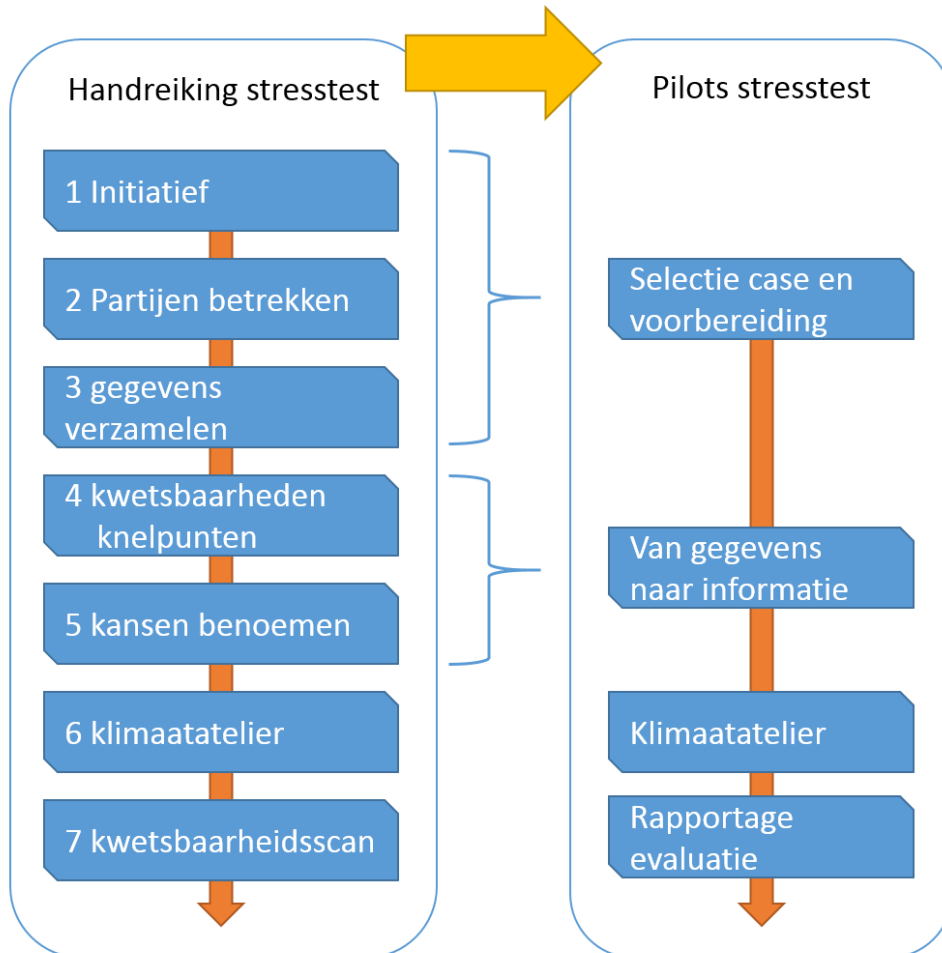 Handreiking stresstest
1 Initiatief
2 Partijen betrekken
3 gegevens
verzamelen
4 kwetsbaarheden
knelpunten
5 kansen benoemen
6 klimaatatelier
7 kwetsbaarheidsscan
Pilots stresstest
Selectie case en
voorbereiding
Van gegevens
naar informatie
Klimaatatelier
Rapportage
evaluatie